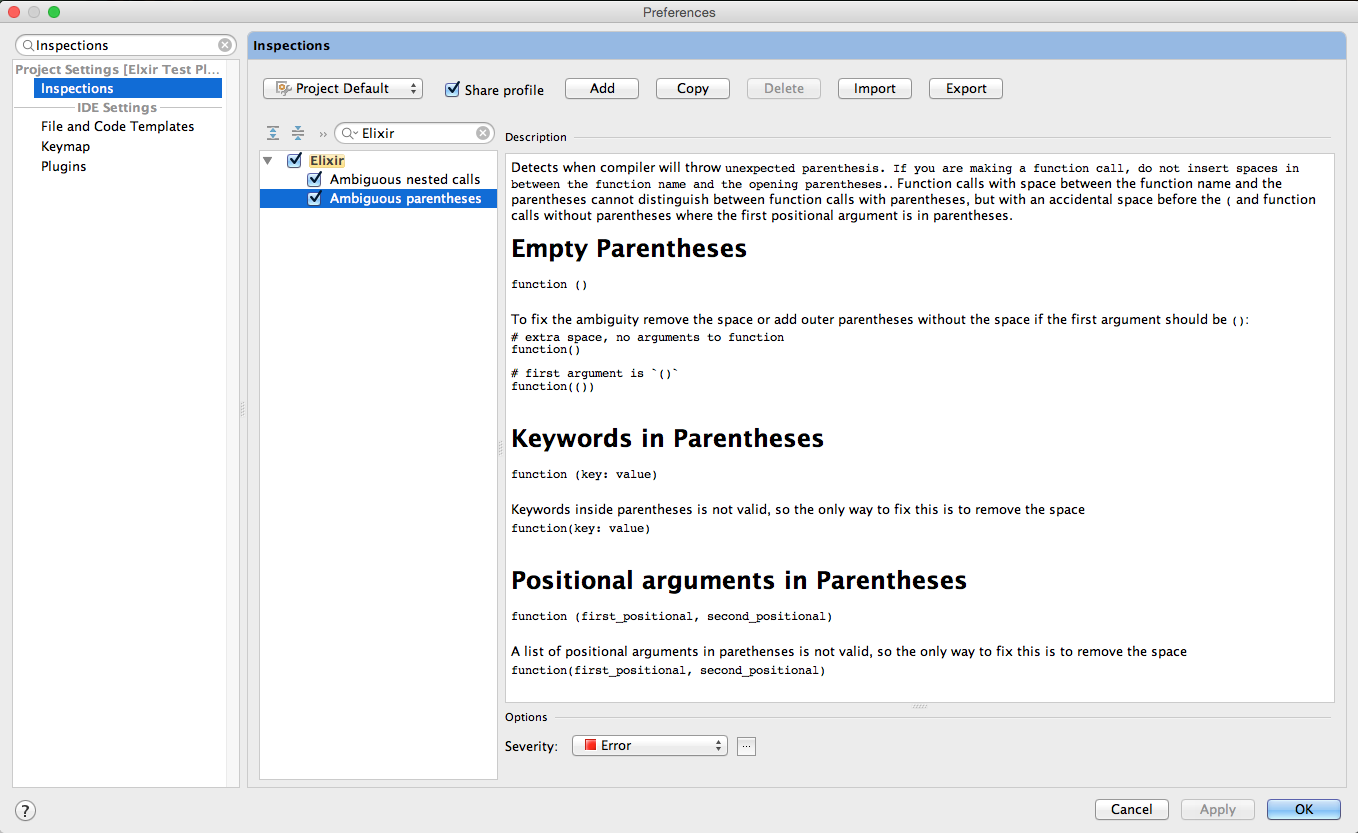 Preferences
Inspections
Project Settings [Elxir Test Pl...
Inspections
IDE Settings
File and Code Templates
Keymap
Plugins
Inspections
Project Default
Share profile
Add
Copy
Delete
Import
Export
»
Elixir
Elixir
Ambiguous nested calls
Ambiguous parentheses
Description
Detects when compiler will throw unexpected parenthesis. If you are making a function call, do not insert spaces in
between the function name and the opening parentheses.. Function calls with space between the function name and the
parentheses cannot distinguish between function calls with parentheses, but with an accidental space before the ( and function
calls without parentheses where the first positional argument is in parentheses.
Empty Parentheses
function ()
To fix the ambiguity remove the space or add outer parentheses without the space if the first argument should be ():
# extra space, no arguments to function
function()
# first argument is `()`
function(())
Keywords in Parentheses
function (key: value)
Keywords inside parentheses is not valid, so the only way to fix this is to remove the space
function(key: value)
Positional arguments in Parentheses
function (first_positional, second_positional)
A list of positional arguments in parethenses is not valid, so the only way to fix this is to remove the space
function(first_positional, second_positional)
Options
Severity:
Error
...
?
Cancel
Apply
OK